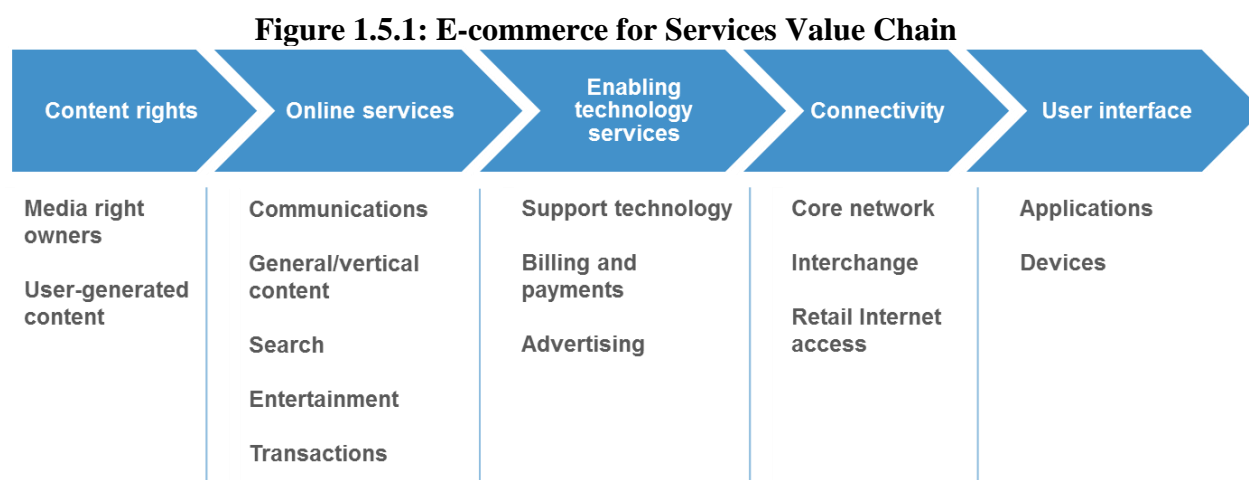 Figure 1.5.1: E-commerce for Services Value Chain
Content rights
Online services
Enabling
technology
services
Connectivity
User interface
Media right
owners
User-generated
content
Communications
General/vertical
content
Search
Entertainment
Transactions
Support technology
Billing and
payments
Advertising
Core network
Interchange
Retail Internet
access
Applications
Devices